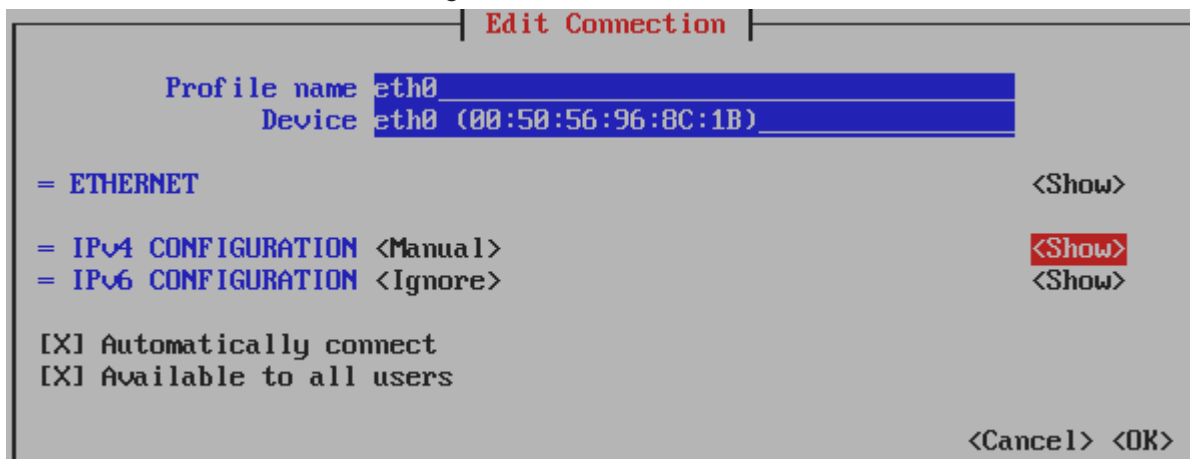 Edit Connection
Profile name eth0
Device eth0 (00:50:56:96:8C:1B)
= ETHERNET <Show>
= IPv4 CONFIGURATION <Manual> <Show>
= IPv6 CONFIGURATION <Ignore> <Show>
[X] Automatically connect
[X] Available to all users
<Cancel> <OK>